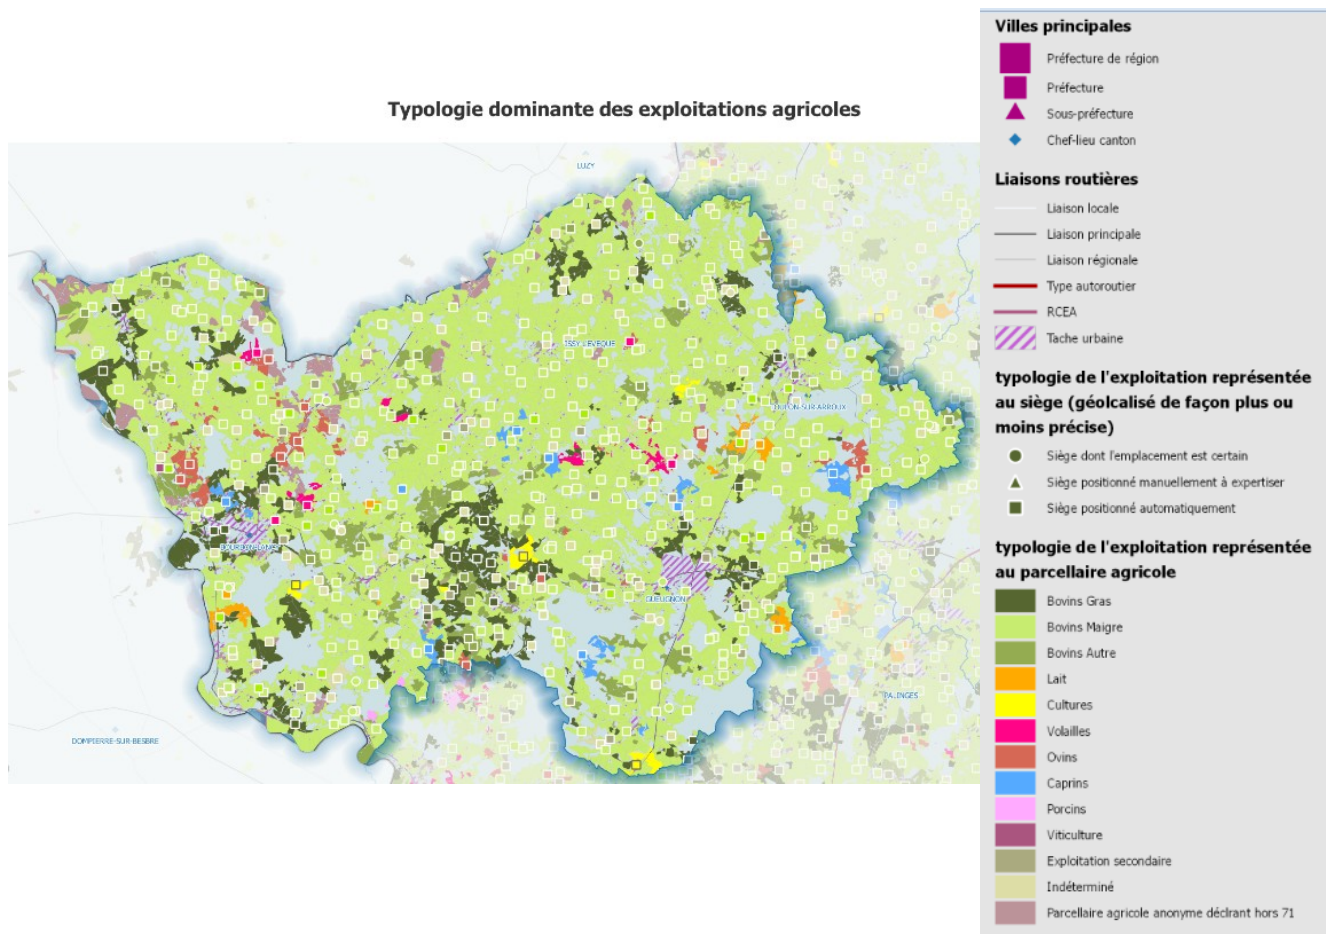 Typologie dominante des exploitations agricoles
LUZY
ISSY-L'EVEQUE
BOURBON-LANCY
GUEUGNON
PALINGES
DOMPIERRE-SUR-BESBRE
Villes principales
Préfecture de région
Préfecture
Sous-préfecture
Chef-lieu canton
Liaisons routières
Liaison locale
Liaison principale
Liaison régionale
Type autoroutier
RCEA
Tache urbaine
typologie de l'exploitation représentée
au siège (géolcalisé de façon plus ou
moins précise)
Siège dont l'emplacement est certain
Siège positionné manuellement à expertiser
Siège positionné automatiquement
typologie de l'exploitation représentée
au parcellaire agricole
Bovins Gras
Bovins Maigre
Bovins Autre
Lait
Cultures
Volailles
Ovins
Caprins
Porcins
Viticulture
Exploitation secondaire
Indéterminé
Parcellaire agricole anonyme déclrant hors 71